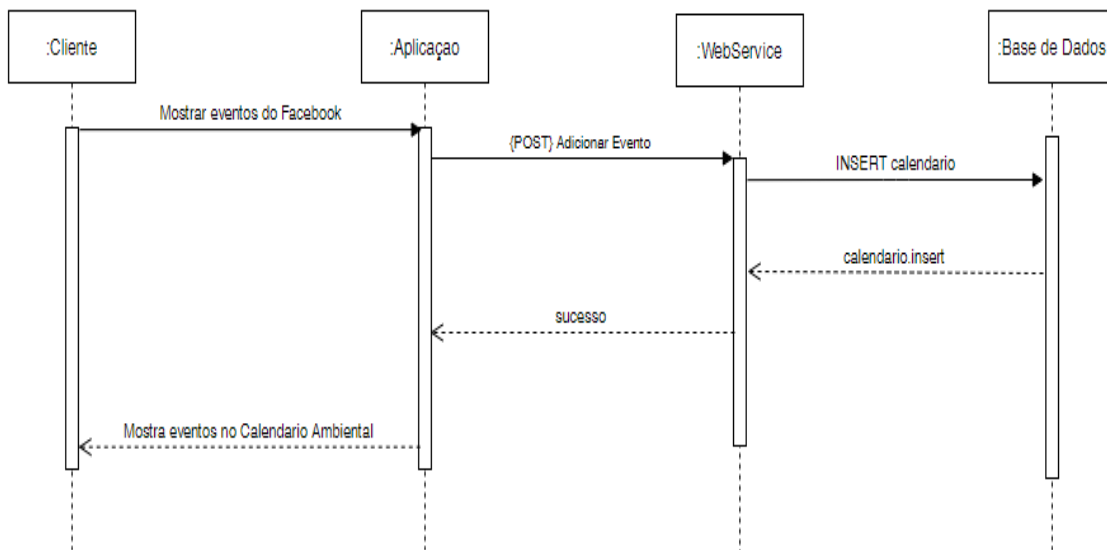 :Cliente
:Aplicaçao
:WebService
:Base de Dados
Mostrar eventos do Facebook
{POST} Adicionar Evento
INSERT calendario
calendario.insert
sucesso
Mostra eventos no Calendario Ambiental